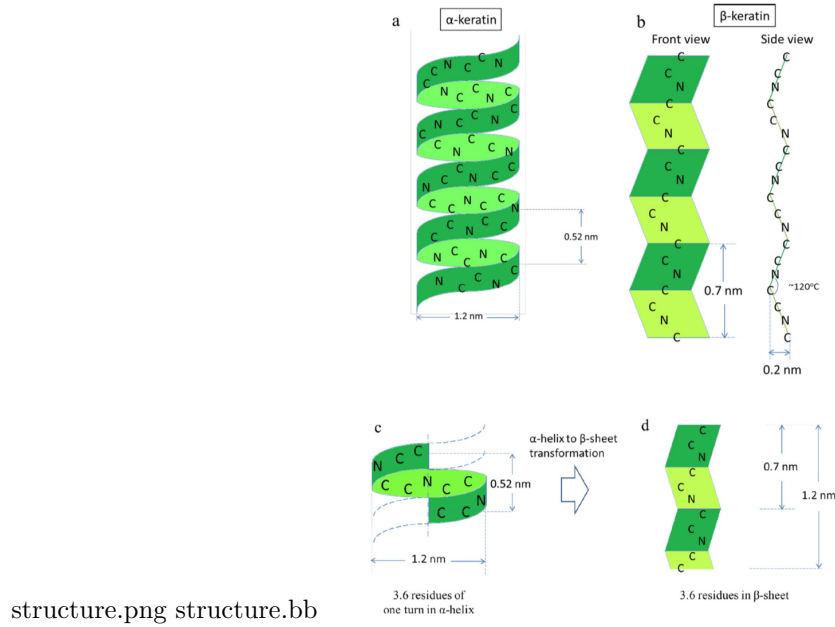 a
α-keratin
C N C C N
C N C C N C
C N C C N C
C N C C N
N C C N C C
C C N C C N
C C N C C
N C C N C
C N C C N C
0.52 nm
1.2 nm
b
β-keratin
Front view
Side view
C
C
N
C
C
N
C
C
N
C
C
N
C
C
N
C
C
N
C
C
C
N
C
C
N
C
C
N
C
C
N
C
C
N
C
C
N
C
0.7 nm
~120°C
0.2 nm
c
N C C
C C N C C
C C N
0.52 nm
1.2 nm
3.6 residues of
one turn in α-helix
α-helix to β-sheet
transformation
d
C
C
N
C
C
N
C
C
N
C
C
0.7 nm
1.2 nm
3.6 residues in β-sheet
structure.png structure.bb